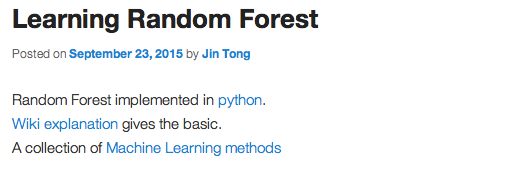 Learning Random Forest
Posted on September 23, 2015 by Jin Tong
Random Forest implemented in python.
Wiki explanation gives the basic.
A collection of Machine Learning methods